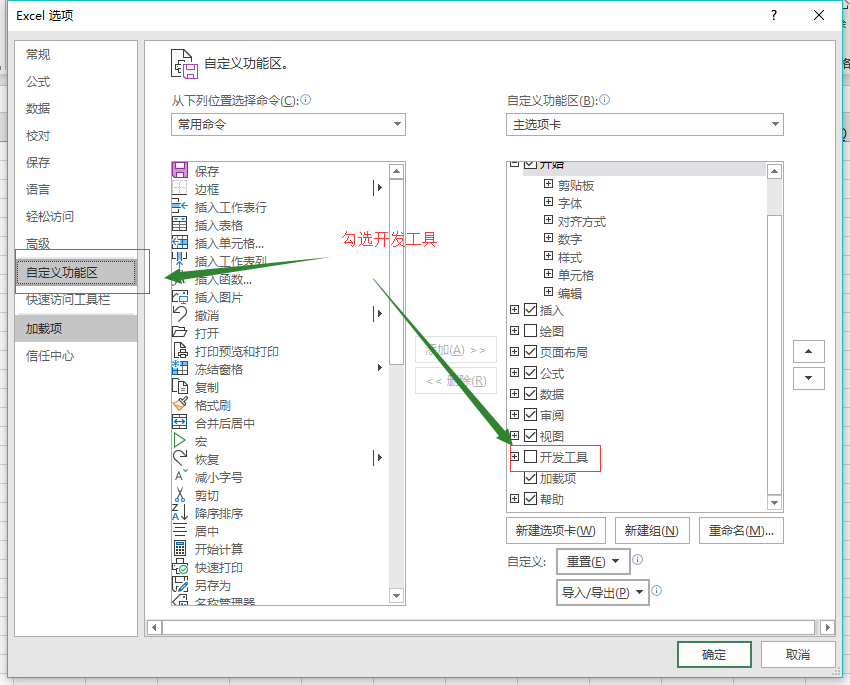 Excel 选项
?
常规
公式
数据
校对
保存
语言
轻松访问
高级
自定义功能区
快速访问工具栏
加载项
信任中心
自定义功能区。
从下列位置选择命令(C):
常用命令
保存
边框
插入工作表行
插入表格
插入单元格...
插入工作表列
插入函数...
插入图片
撤消
打开
打印预览和打印
冻结窗格
复制
格式刷
合并后居中
宏
恢复
减小字号
剪切
降序排序
居中
开始计算
快速打印
另存为
名称管理器
勾选开发工具
添加(A) >>
<< 删除(R)
自定义功能区(B):
主选项卡
开始
剪贴板
字体
对齐方式
数字
样式
单元格
编辑
插入
绘图
页面布局
公式
数据
审阅
视图
开发工具
加载项
帮助
新建选项卡(W)
新建组(N)
重命名(M)...
自定义:
重置(E)
导入/导出(P)
确定
取消